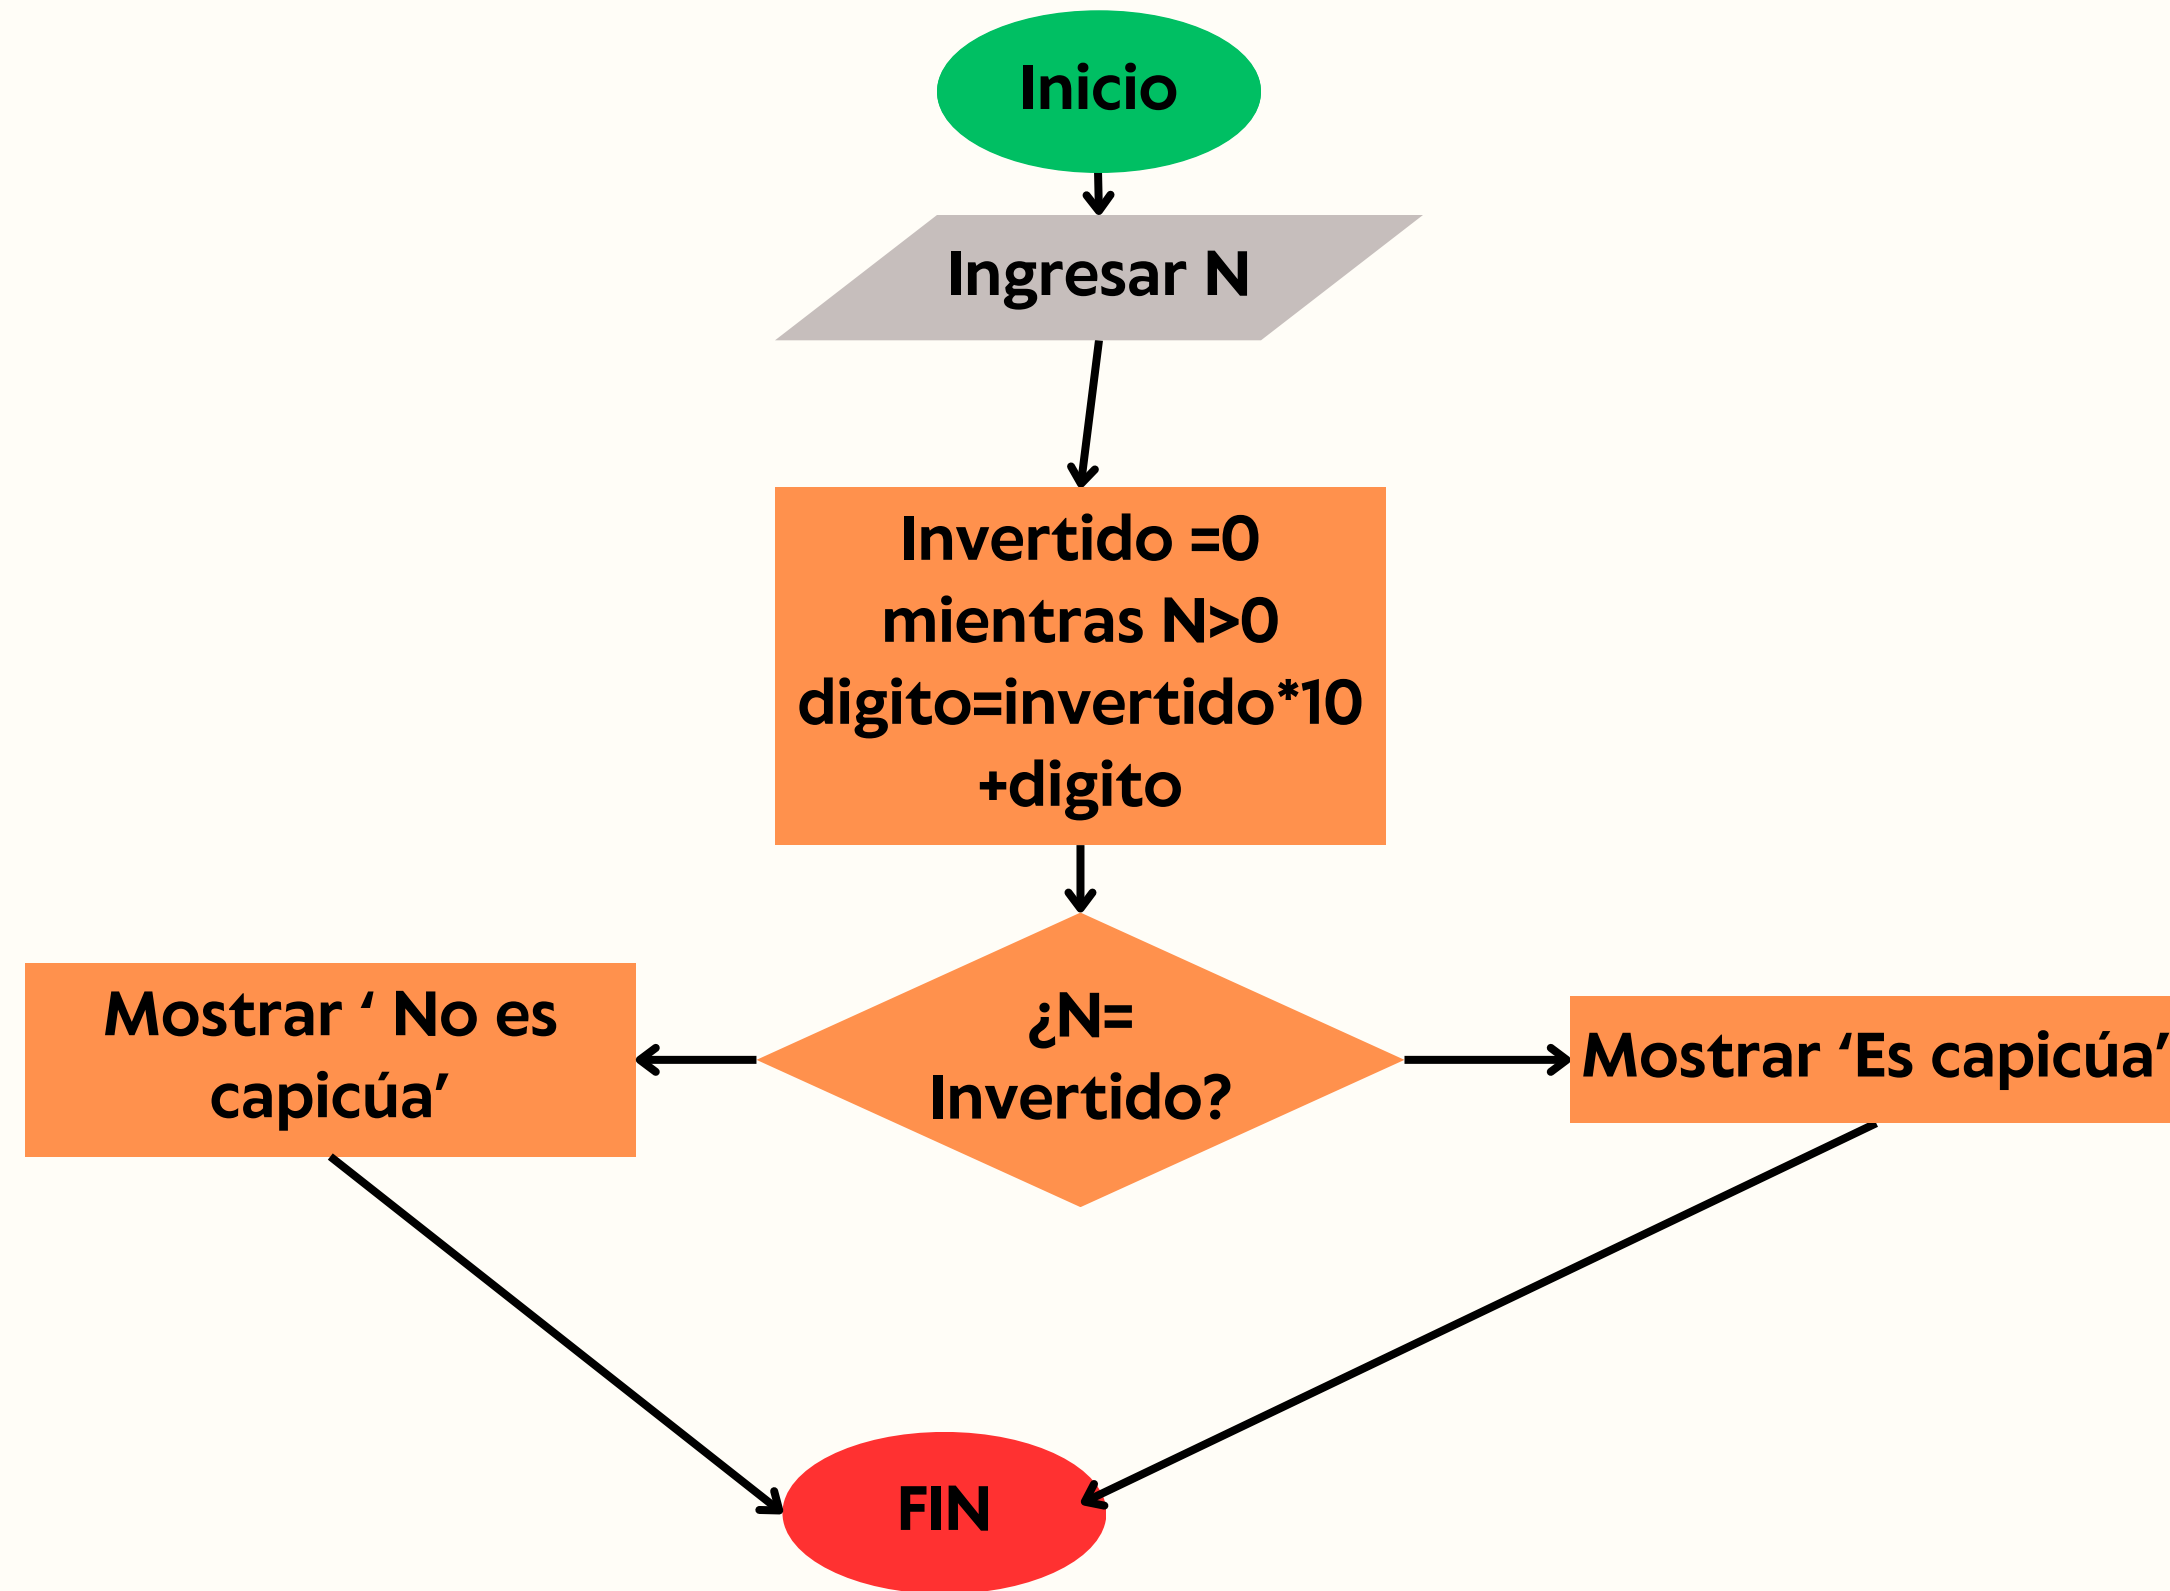 Inicio
Ingresar N
Invertido =0
mientras N>0
digito=invertido*10
+digito
¿N=
Invertido?
Mostrar ‘ No es
capicúa’
Mostrar ‘Es capicúa’
FIN